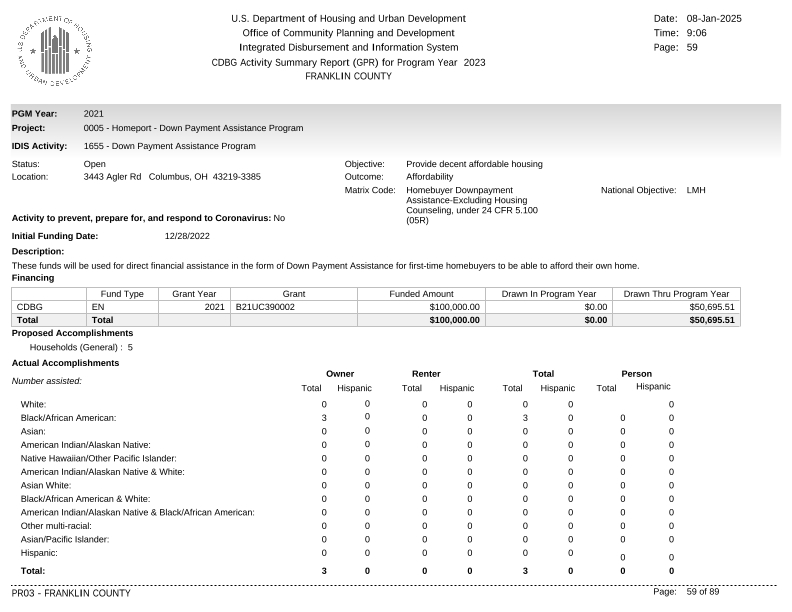 U.S. DEPARTMENT OF HOUSING AND URBAN DEVELOPMENT
U.S. Department of Housing and Urban Development
Office of Community Planning and Development
Integrated Disbursement and Information System
CDBG Activity Summary Report (GPR) for Program Year 2023
FRANKLIN COUNTY
Date: 08-Jan-2025
Time: 9:06
Page: 59
PGM Year: 2021
Project: 0005 - Homeport - Down Payment Assistance Program
IDIS Activity: 1655 - Down Payment Assistance Program
Status: Open
Location: 3443 Agler Rd Columbus, OH 43219-3385
Objective: Provide decent affordable housing
Outcome: Affordability
Matrix Code: Homebuyer Downpayment
Assistance-Excluding Housing
Counseling, under 24 CFR 5.100
(05R)
National Objective: LMH
Activity to prevent, prepare for, and respond to Coronavirus: No
Initial Funding Date: 12/28/2022
Description:
These funds will be used for direct financial assistance in the form of Down Payment Assistance for first-time homebuyers to be able to afford their own home.
Financing
Fund Type Grant Year Grant Funded Amount Drawn In Program Year Drawn Thru Program Year
CDBG EN 2021 B21UC390002 $100,000.00 $0.00 $50,695.51
Total Total $100,000.00 $0.00 $50,695.51
Proposed Accomplishments
Households (General) : 5
Actual Accomplishments
Owner Renter Total Person
Number assisted:
Total Hispanic Total Hispanic Total Hispanic Total Hispanic
White: 0 0 0 0 0 0 0
Black/African American: 3 0 0 0 3 0 0 0
Asian: 0 0 0 0 0 0 0 0
American Indian/Alaskan Native: 0 0 0 0 0 0 0 0
Native Hawaiian/Other Pacific Islander: 0 0 0 0 0 0 0 0
American Indian/Alaskan Native & White: 0 0 0 0 0 0 0 0
Asian White: 0 0 0 0 0 0 0 0
Black/African American & White: 0 0 0 0 0 0 0 0
American Indian/Alaskan Native & Black/African American: 0 0 0 0 0 0 0 0
Other multi-racial: 0 0 0 0 0 0 0 0
Asian/Pacific Islander: 0 0 0 0 0 0 0 0
Hispanic: 0 0 0 0 0 0 0 0
Total: 3 0 0 0 3 0 0 0
PR03 - FRANKLIN COUNTY
Page: 59 of 89